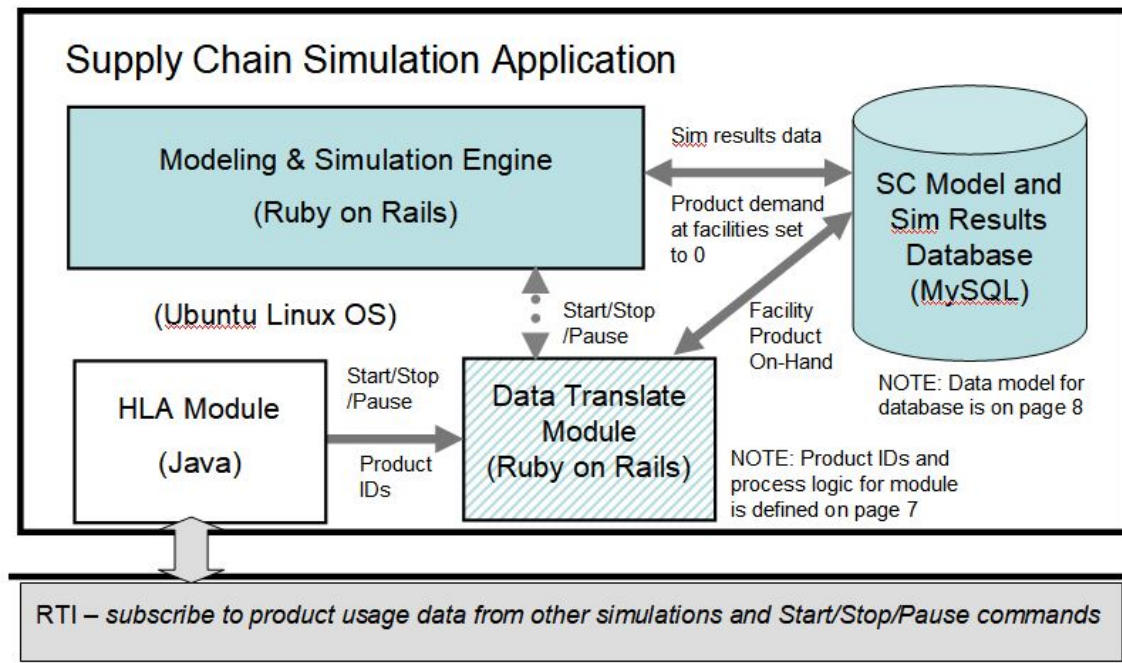 Supply Chain Simulation Application
Modeling & Simulation Engine
(Ruby on Rails)
Sim results data
Product demand
at facilities set
to 0
SC Model and
Sim Results
Database
(MySQL)
(Ubuntu Linux OS)
Start/Stop
/Pause
Facility
Product
On-Hand
NOTE: Data model for
database is on page 8
HLA Module
(Java)
Start/Stop
/Pause
Product
IDs
Data Translate
Module
(Ruby on Rails)
NOTE: Product IDs and
process logic for module
is defined on page 7
RTI – subscribe to product usage data from other simulations and Start/Stop/Pause commands